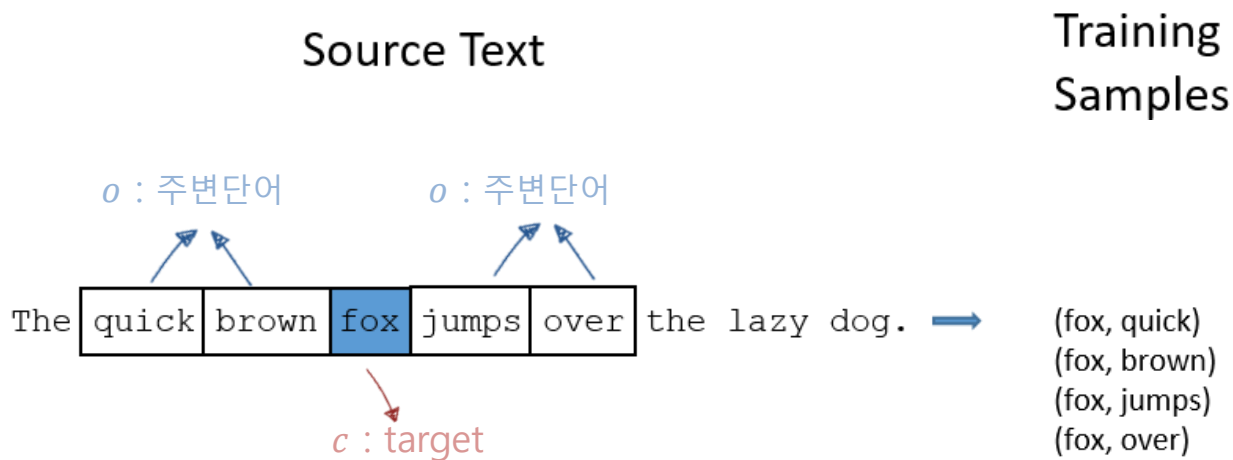 Source Text
Training
Samples
o : 주변단어
o : 주변단어
The quick brown fox jumps over the lazy dog.
(fox, quick)
(fox, brown)
(fox, jumps)
(fox, over)
c : target